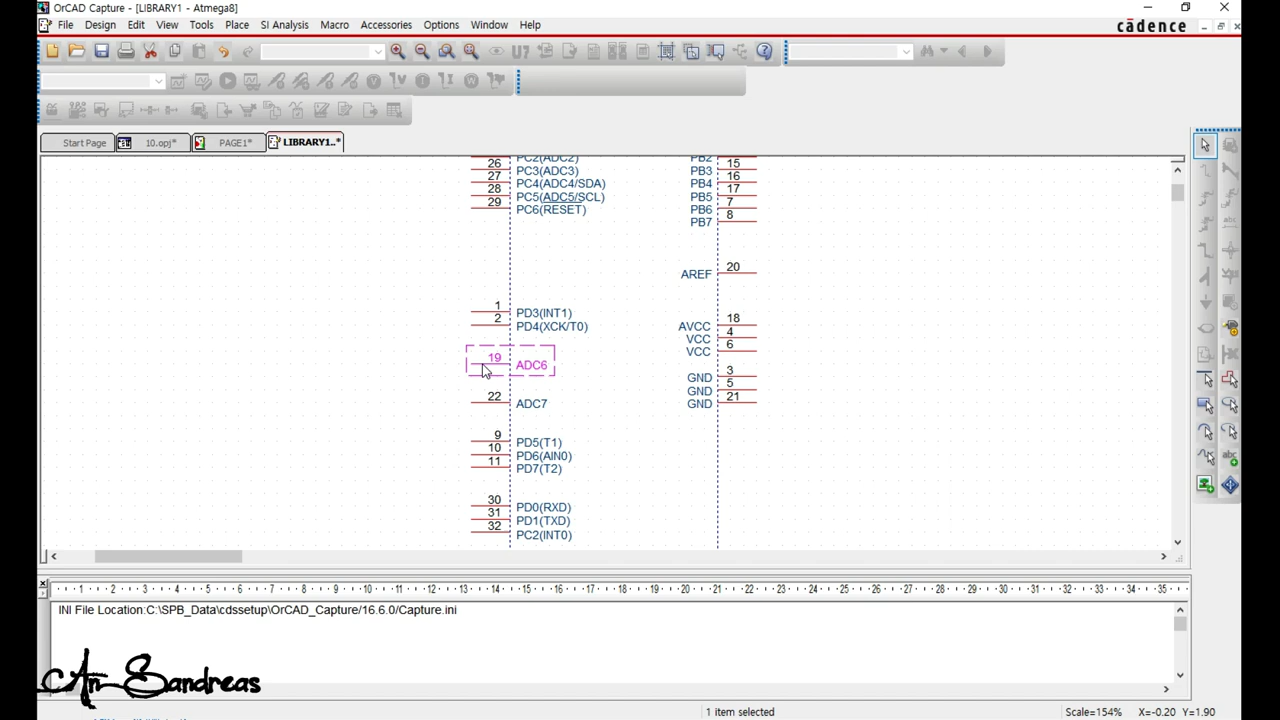 OrCAD Capture - [LIBRARY1 - Atmega8]
File Design Edit View Tools Place SI Analysis Macro Accessories Options Window Help
cādence
Start Page 10.opj* PAGE1* LIBRARY1..*
26 PC2(ADC2) PB2 15
27 PC3(ADC3) PB3 16
28 PC4(ADC4/SDA) PB4 17
29 PC5(ADC5/SCL) PB5 7
PC6(RESET) PB6 8
PB7
AREF 20
1 PD3(INT1) 18
2 PD4(XCK/T0) AVCC 4
VCC 6
VCC
19 ADC6 3
GND 5
GND 21
22 ADC7 GND
9 PD5(T1)
10 PD6(AIN0)
11 PD7(T2)
30 PD0(RXD)
31 PD1(TXD)
32 PC2(INT0)
1 2 3 4 5 6 7 8 9 10 11 12 13 14 15 16 17 18 19 20 21 22 23 24 25 26 27 28 29 30 31 32 33 34 35
INI File Location:C:\SPB_Data\cdssetup\OrCAD_Capture/16.6.0/Capture.ini
An Sandreas
1 item selected Scale=154% X=-0.20 Y=1.90